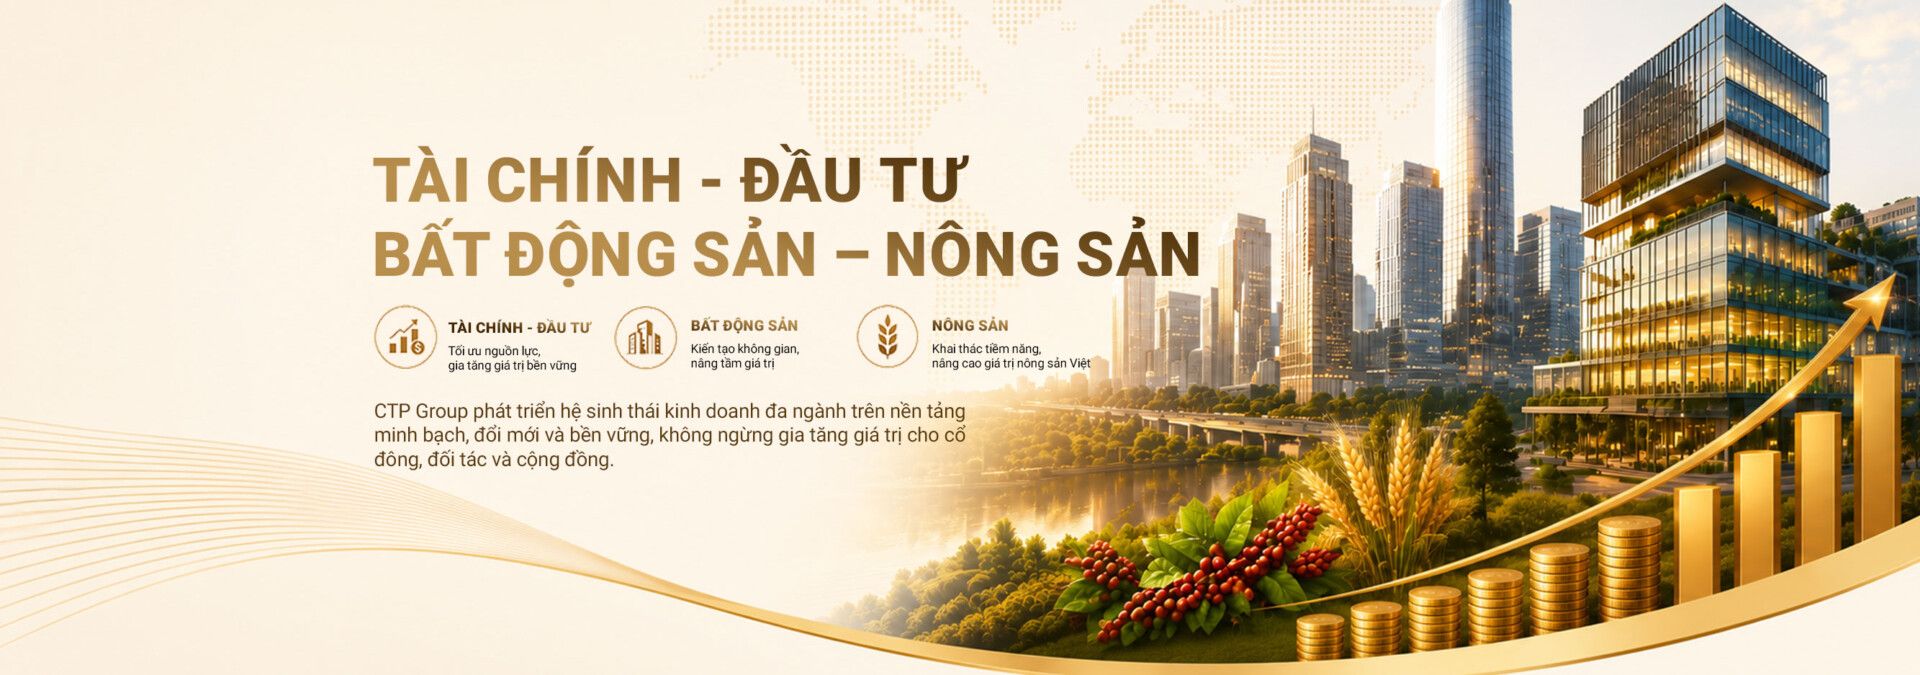 TÀI CHÍNH - ĐẦU TƯ
BẤT ĐỘNG SẢN – NÔNG SẢN
TÀI CHÍNH - ĐẦU TƯ
Tối ưu nguồn lực,
gia tăng giá trị bền vững
BẤT ĐỘNG SẢN
Kiến tạo không gian,
nâng tầm giá trị
NÔNG SẢN
Khai thác tiềm năng,
nâng cao giá trị nông sản Việt
CTP Group phát triển hệ sinh thái kinh doanh đa ngành trên nền tảng
minh bạch, đổi mới và bền vững, không ngừng gia tăng giá trị cho cổ
đông, đối tác và cộng đồng.